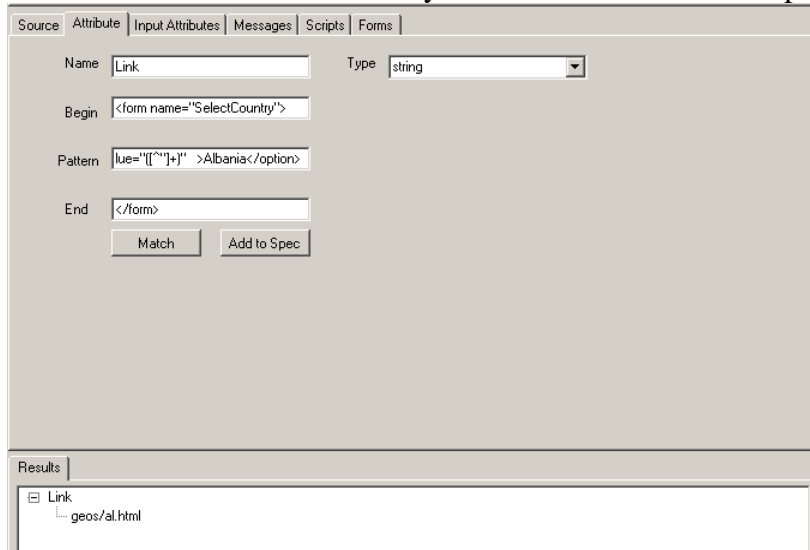 Source Attribute Input Attributes Messages Scripts Forms
Name Link Type string
Begin <form name="SelectCountry">
Pattern lue="([^"]+)" >Albania</option>
End </form>
Match Add to Spec
Results
Link
geos/al.html